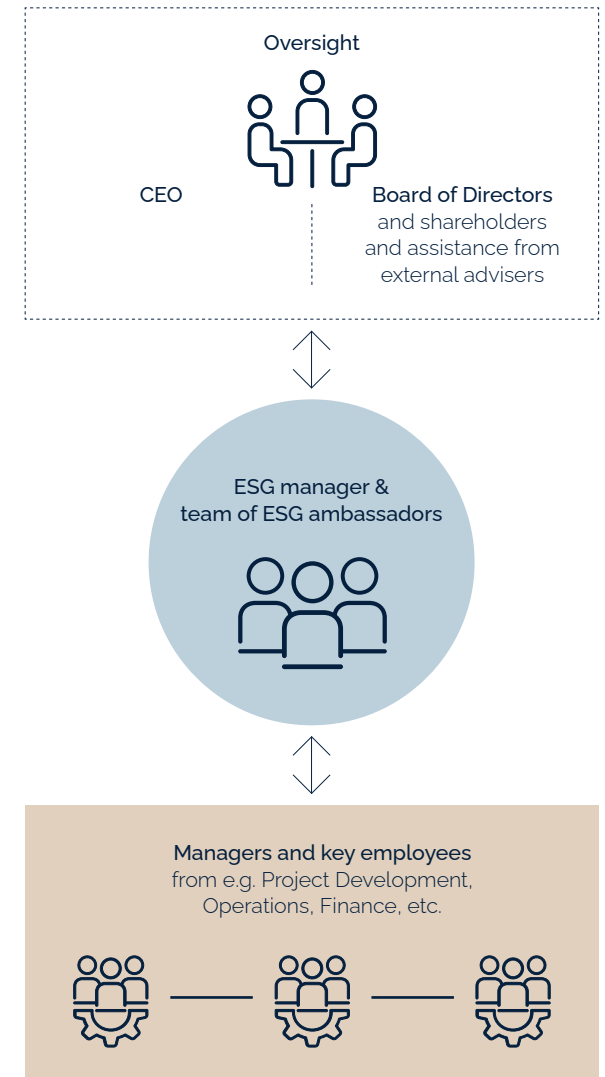 Oversight
CEO
Board of Directors
and shareholders
and assistance from
external advisers
ESG manager &
team of ESG ambassadors
Managers and key employees
from e.g. Project Development,
Operations, Finance, etc.